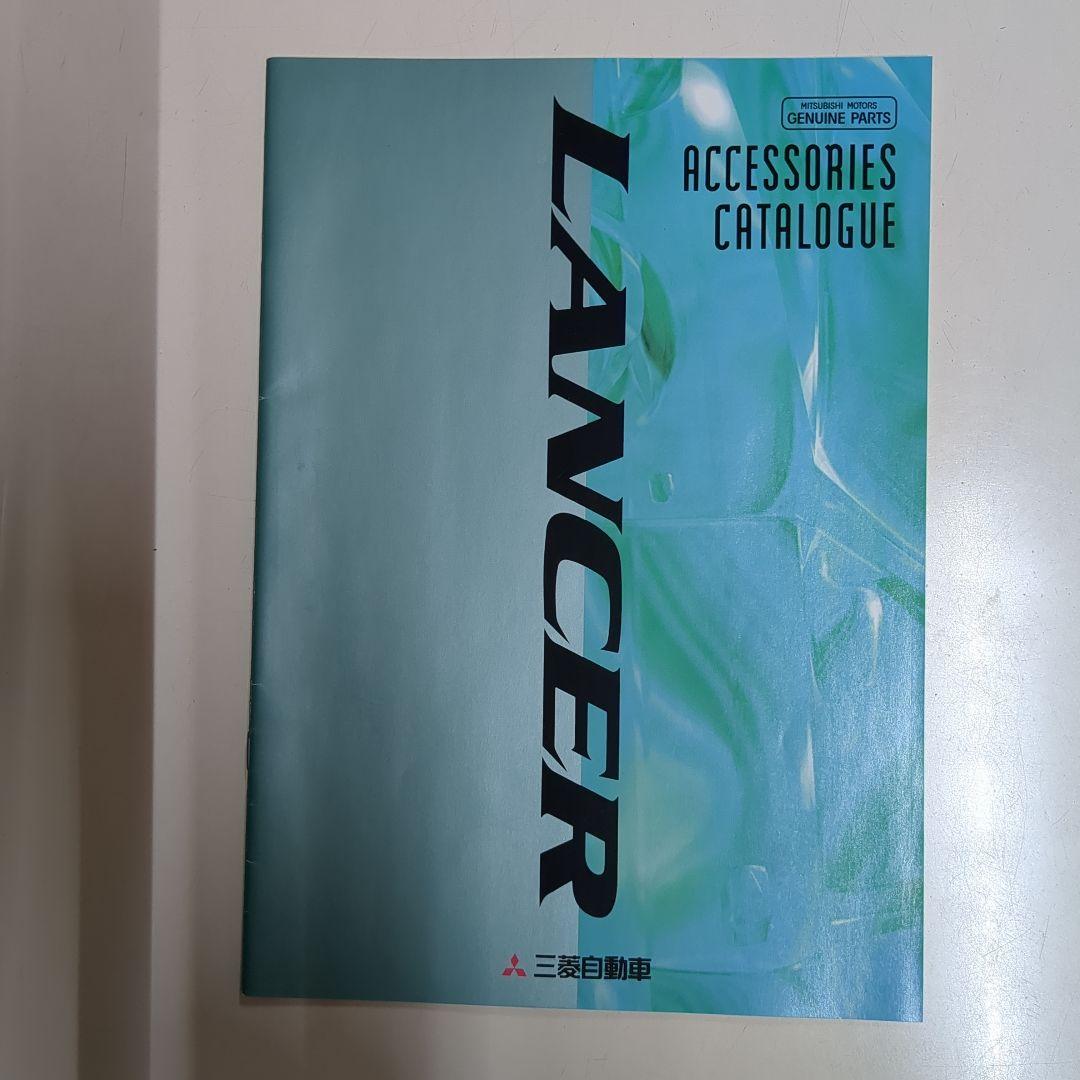 MITSUBISHI MOTORS
GENUINE PARTS
ACCESSORIES
CATALOGUE
LANCER
三菱自動車